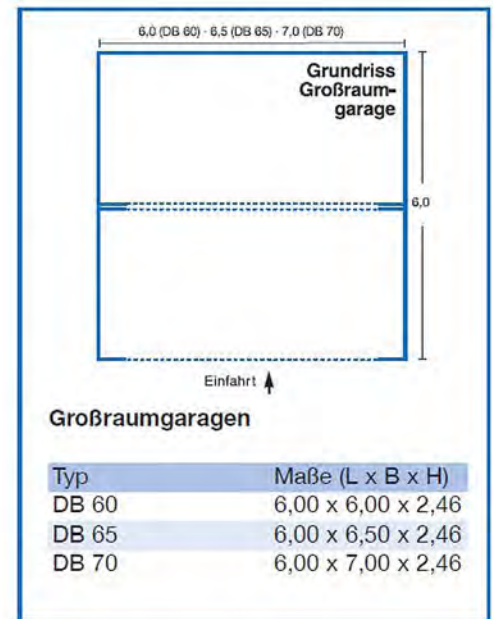 6,0 (DB 60) · 6,5 (DB 65) · 7,0 (DB 70)
Grundriss
Großraum-
garage
6,0
Einfahrt
Großraumgaragen
Typ Maße (L x B x H)
DB 60 6,00 x 6,00 x 2,46
DB 65 6,00 x 6,50 x 2,46
DB 70 6,00 x 7,00 x 2,46